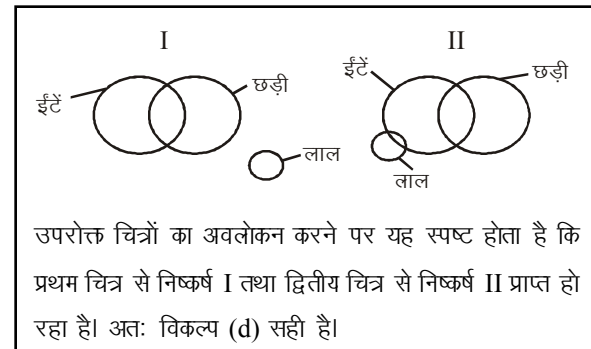 I II
ईंटें छड़ी ईंटें छड़ी
लाल लाल
उपरोक्त चित्रों का अवलोकन करने पर यह स्पष्ट होता है कि
प्रथम चित्र से निष्कर्ष I तथा द्वितीय चित्र से निष्कर्ष II प्राप्त हो
रहा है। अतः विकल्प (d) सही है।